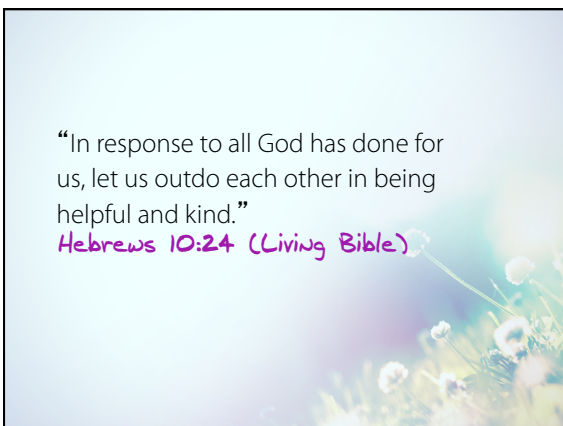 “In response to all God has done for
us, let us outdo each other in being
helpful and kind.”
Hebrews 10:24 (Living Bible)